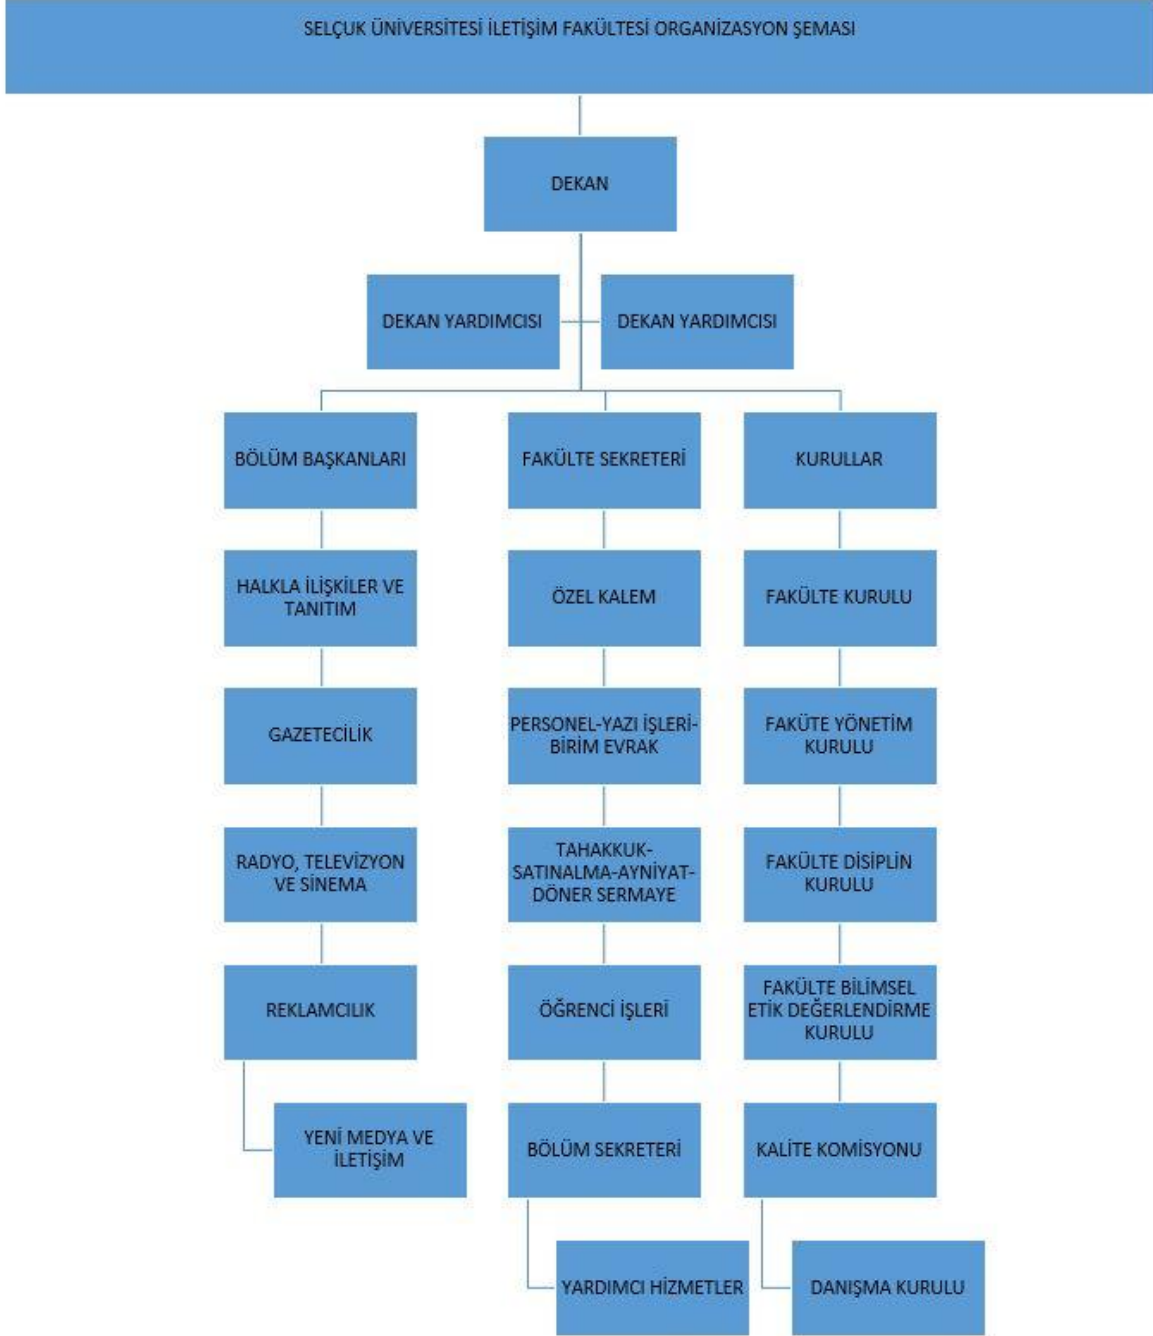 SELÇUK ÜNİVERSİTESİ İLETİŞİM FAKÜLTESİ ORGANİZASYON ŞEMASI
DEKAN
DEKAN YARDIMCISI
DEKAN YARDIMCISI
BÖLÜM BAŞKANLARI
HALKLA İLİŞKİLER VE
TANITIM
GAZETECİLİK
RADYO, TELEVİZYON
VE SİNEMA
REKLAMCILIK
YENİ MEDYA VE
İLETİŞİM
FAKÜLTE SEKRETERİ
ÖZEL KALEM
PERSONEL-YAZI İŞLERİ-
BİRİM EVRAK
TAHAKKUK-
SATINALMA-AYNİYAT-
DÖNER SERMAYE
ÖĞRENCİ İŞLERİ
BÖLÜM SEKRETERİ
YARDIMCI HİZMETLER
KURULLAR
FAKÜLTE KURULU
FAKÜTE YÖNETİM
KURULU
FAKÜLTE DİSİPLİN
KURULU
FAKÜLTE BİLİMSEL
ETİK DEĞERLENDİRME
KURULU
KALİTE KOMİSYONU
DANIŞMA KURULU